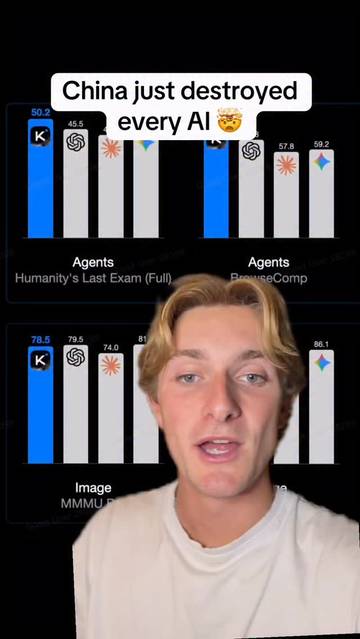 China just destroyed
every AI 🤯
50.2
45.5
57.8
59.2
Agents
Humanity's Last Exam (Full)
Agents
BrowseComp
78.5
79.5
74.0
86.1
Image
MMMU